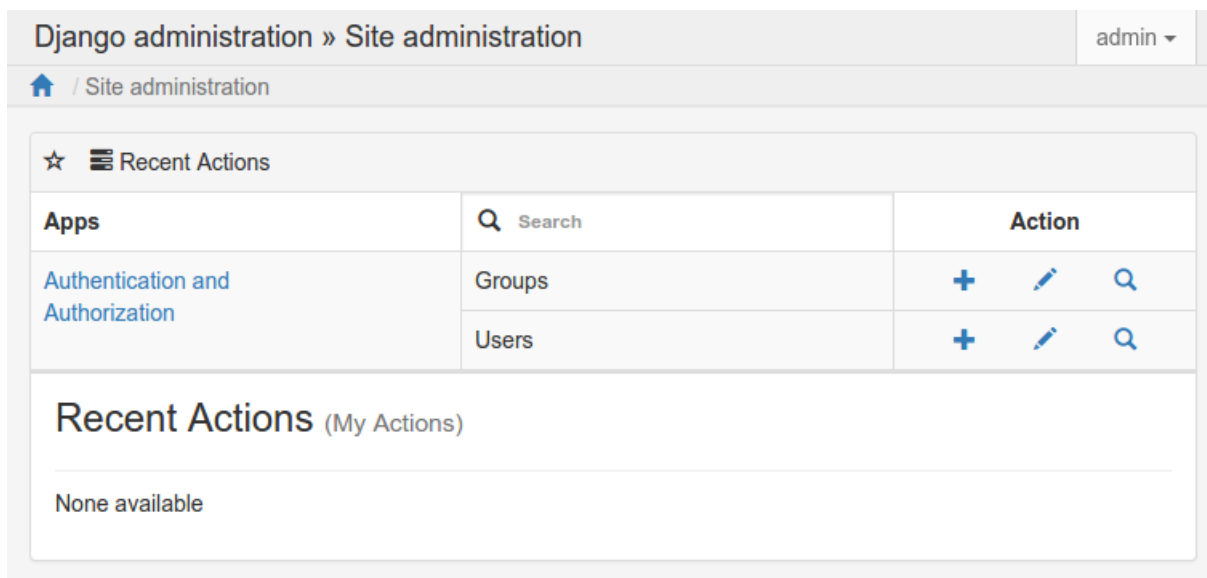 Django administration » Site administration
admin
/ Site administration
Recent Actions
Apps
Search
Action
Authentication and
Authorization
Groups
Users
Recent Actions (My Actions)
None available